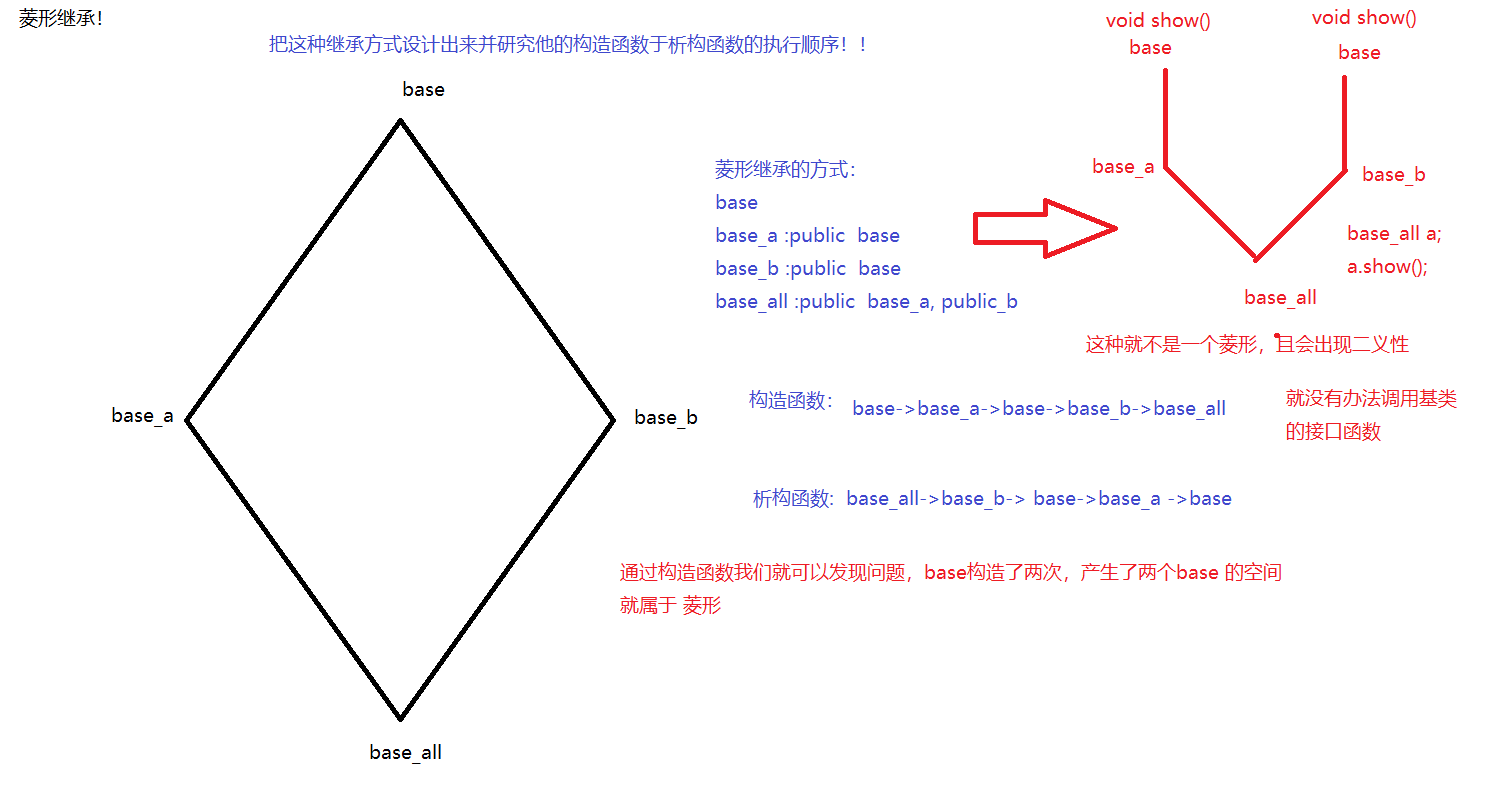 菱形继承！
把这种继承方式设计出来并研究他的构造函数于析构函数的执行顺序！！
base
base_a
base_b
base_all
菱形继承的方式：
base
base_a :public  base
base_b :public  base
base_all :public  base_a, public_b
void show()
base
void show()
base
base_a
base_b
base_all a;
a.show();
base_all
这种就不是一个菱形，且会出现二义性
构造函数： base->base_a->base->base_b->base_all
就没有办法调用基类
的接口函数
析构函数:  base_all->base_b-> base->base_a ->base
通过构造函数我们就可以发现问题，base构造了两次，产生了两个base 的空间
就属于 菱形